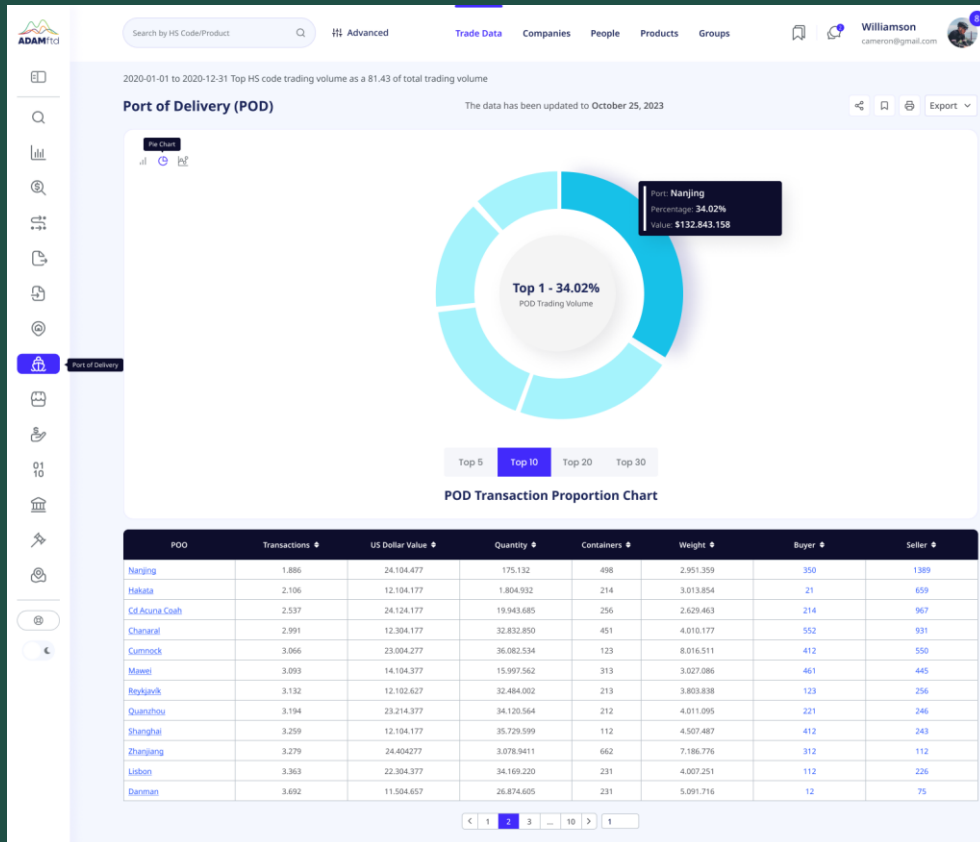 ADAMftd
Search by HS Code/Product
Advanced
Trade Data
Companies
People
Products
Groups
Williamson
cameron@gmail.com
8
2020-01-01 to 2020-12-31 Top HS code trading volume as a 81.43 of total trading volume
Port of Delivery (POD)
The data has been updated to October 25, 2023
Export
Pie Chart
Port: Nanjing
Percentage: 34.02%
Value: $132.843.158
Top 1 - 34.02%
POD Trading Volume
Port of Delivery
01
10
Top 5 Top 10 Top 20 Top 30
POD Transaction Proportion Chart
POO Transactions US Dollar Value Quantity Containers Weight Buyer Seller
Nanjing 1.886 24.104.477 175.132 498 2.951.359 350 1389
Hakata 2.106 12.104.177 1.804.932 214 3.013.854 21 659
Cd Acuna Coah 2.537 24.124.177 19.943.685 256 2.629.463 214 967
Chanaral 2.991 12.304.177 32.832.850 451 4.010.177 552 931
Cumnock 3.066 23.004.277 36.082.534 123 8.016.511 412 550
Mawei 3.093 14.104.377 15.997.562 313 3.027.086 461 445
Reykjavík 3.132 12.102.627 32.484.002 213 3.803.838 123 256
Quanzhou 3.194 23.214.377 34.120.564 212 4.011.095 221 246
Shanghai 3.259 12.104.177 35.729.599 112 4.507.487 412 243
Zhanjiang 3.279 24.404277 3.078.9411 662 7.186.776 312 112
Lisbon 3.363 22.304.377 34.169.220 231 4.007.251 112 226
Danman 3.692 11.504.657 26.874.605 231 5.091.716 12 75
< 1 2 3 ... 10 > 1